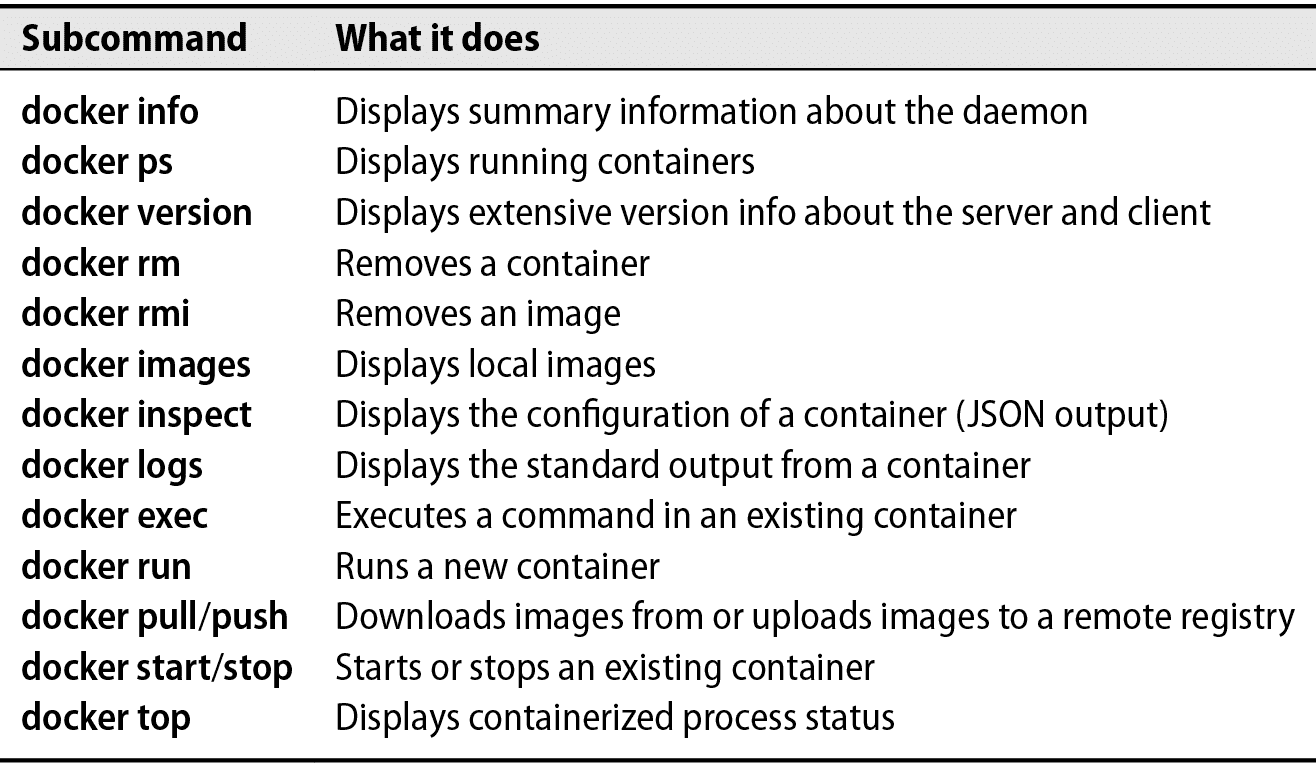 Subcommand What it does
docker info Displays summary information about the daemon
docker ps Displays running containers
docker version Displays extensive version info about the server and client
docker rm Removes a container
docker rmi Removes an image
docker images Displays local images
docker inspect Displays the configuration of a container (JSON output)
docker logs Displays the standard output from a container
docker exec Executes a command in an existing container
docker run Runs a new container
docker pull/push Downloads images from or uploads images to a remote registry
docker start/stop Starts or stops an existing container
docker top Displays containerized process status